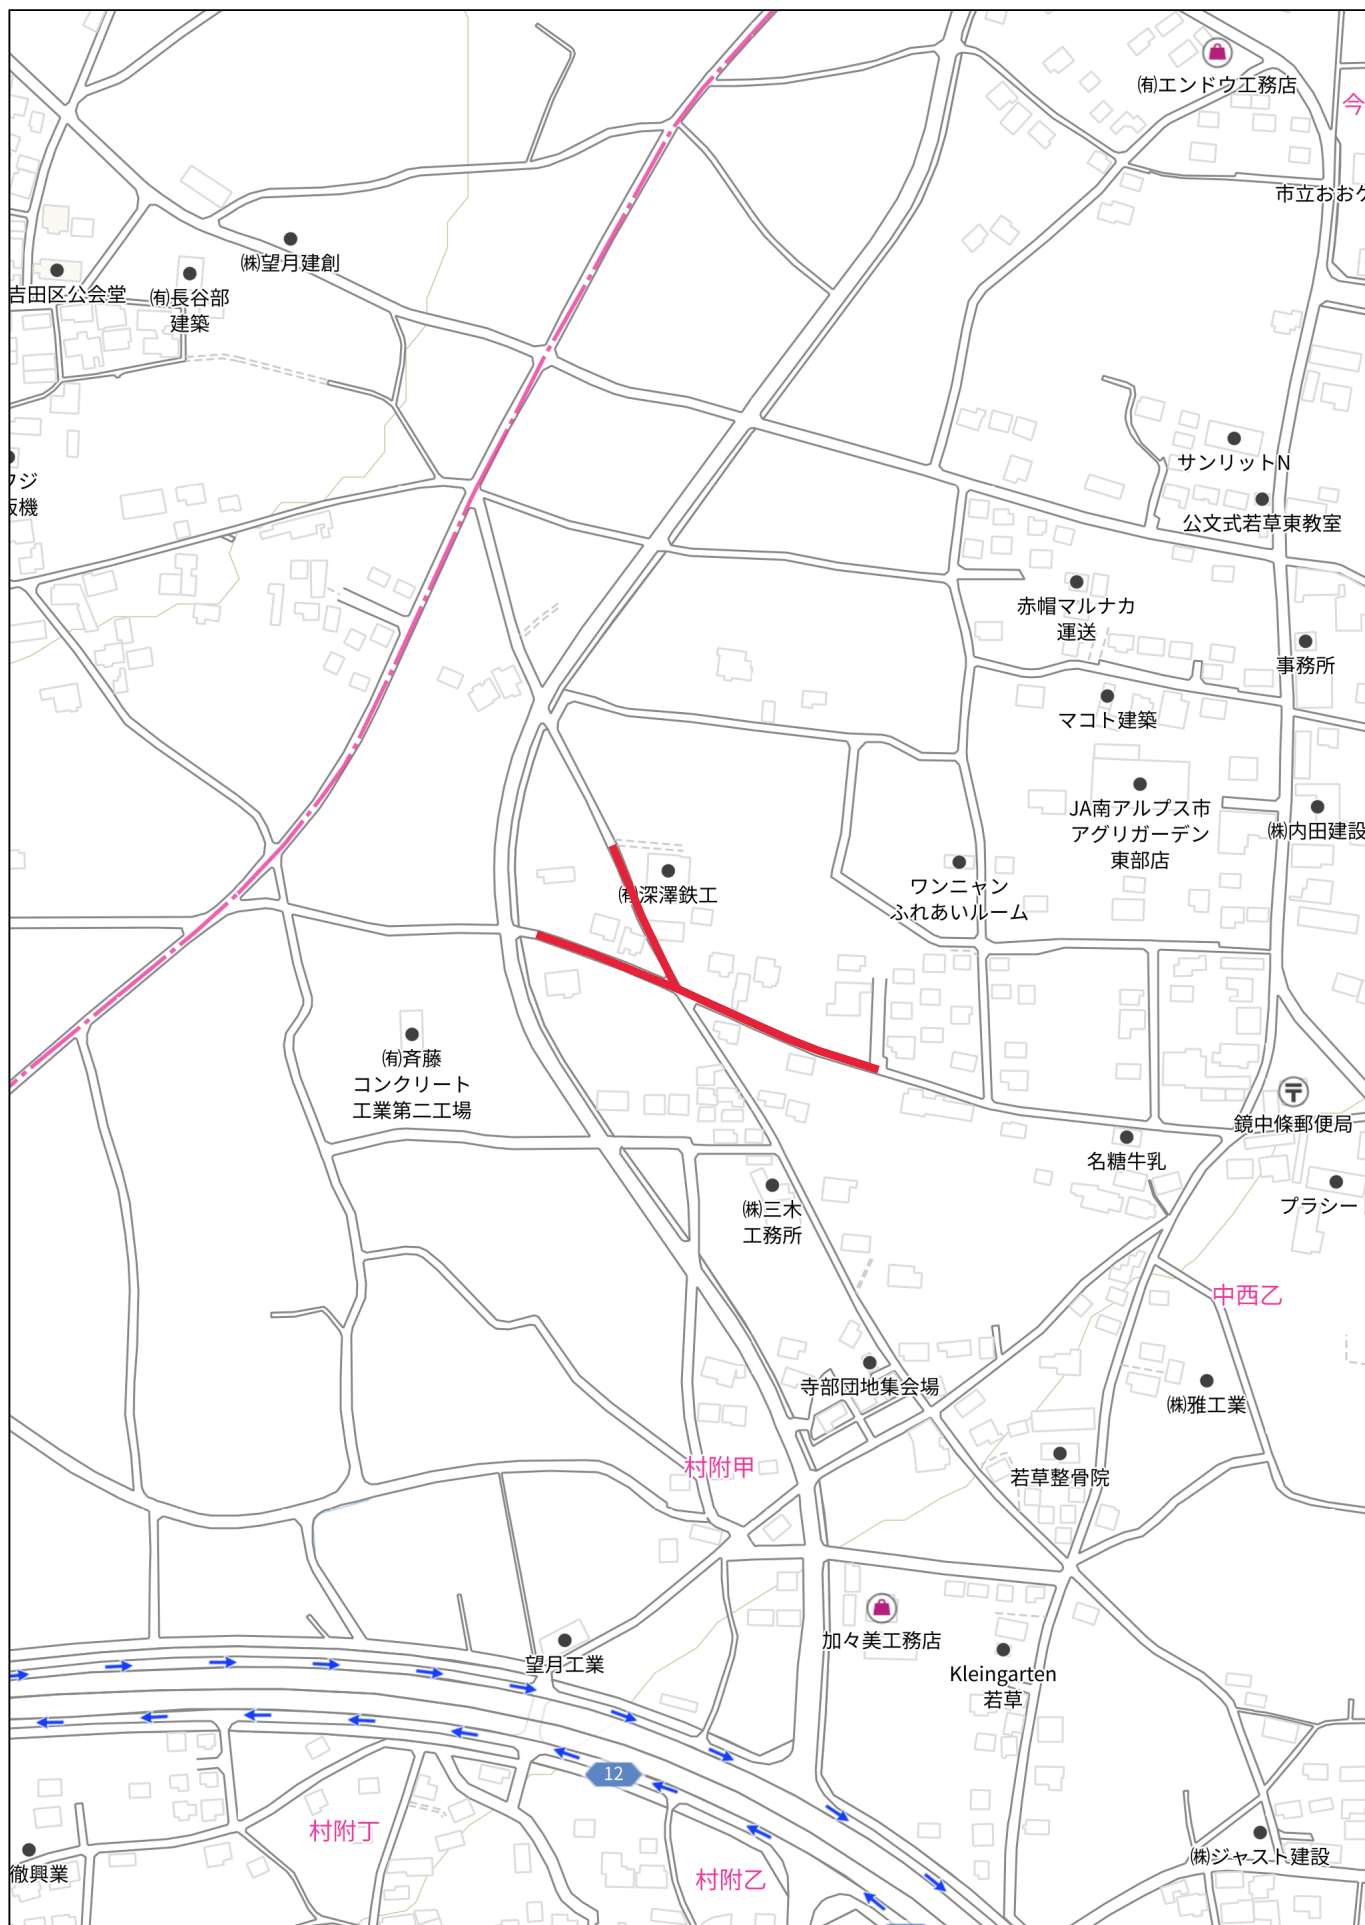 ㈲エンドウ工務店
今
市立おおケ
㈱望月建創
吉田区公会堂
㈲長谷部
建築
サンリットN
フジ
販機
公文式若草東教室
赤帽マルナカ
運送
事務所
マコト建築
JA南アルプス市
アグリガーデン
東部店
㈱内田建設
㈲深澤鉄工
ワンニャン
ふれあいルーム
㈲斉藤
コンクリート
工業第二工場
鏡中條郵便局
名糖牛乳
㈱三木
工務所
プラシート
中西乙
寺部団地集会場
㈱雅工業
村附甲
若草整骨院
加々美工務店
望月工業
Kleingarten
若草
12
村附丁
㈱ジャスト建設
徹興業
村附乙